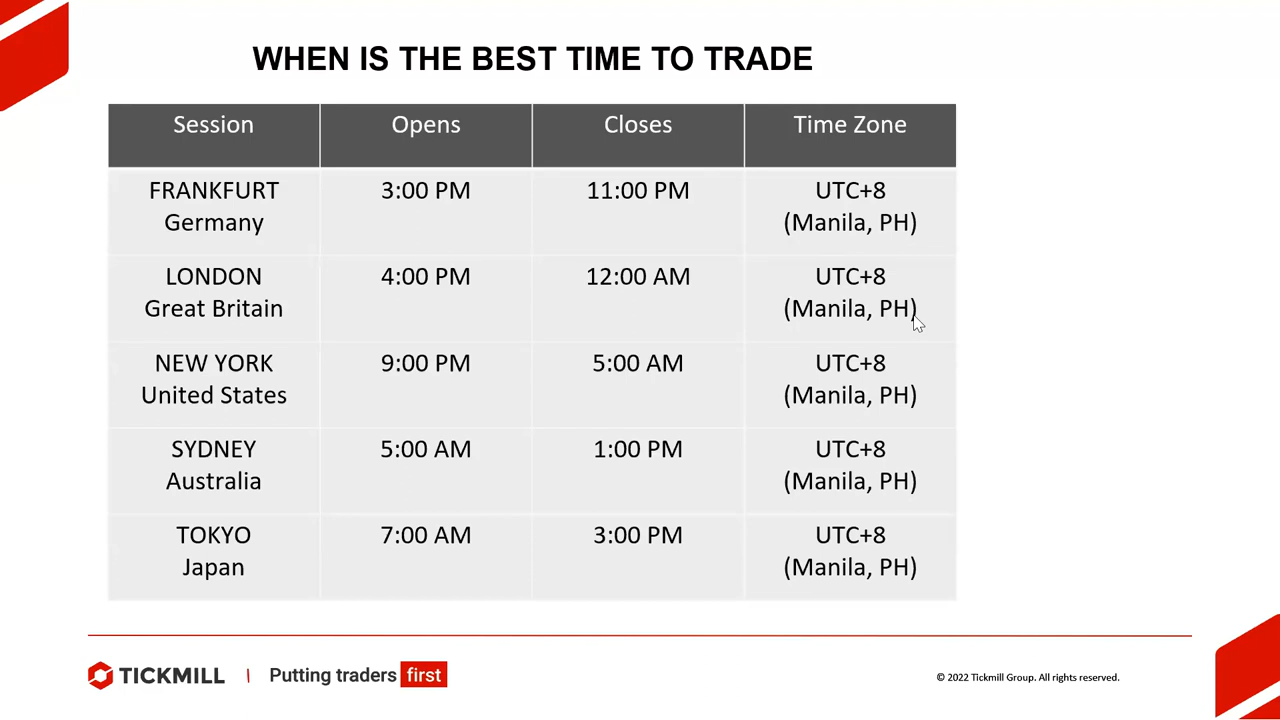 WHEN IS THE BEST TIME TO TRADE
Session Opens Closes Time Zone
FRANKFURT 3:00 PM 11:00 PM UTC+8
Germany (Manila, PH)
LONDON 4:00 PM 12:00 AM UTC+8
Great Britain (Manila, PH)
NEW YORK 9:00 PM 5:00 AM UTC+8
United States (Manila, PH)
SYDNEY 5:00 AM 1:00 PM UTC+8
Australia (Manila, PH)
TOKYO 7:00 AM 3:00 PM UTC+8
Japan (Manila, PH)
TICKMILL | Putting traders first
© 2022 Tickmill Group. All rights reserved.